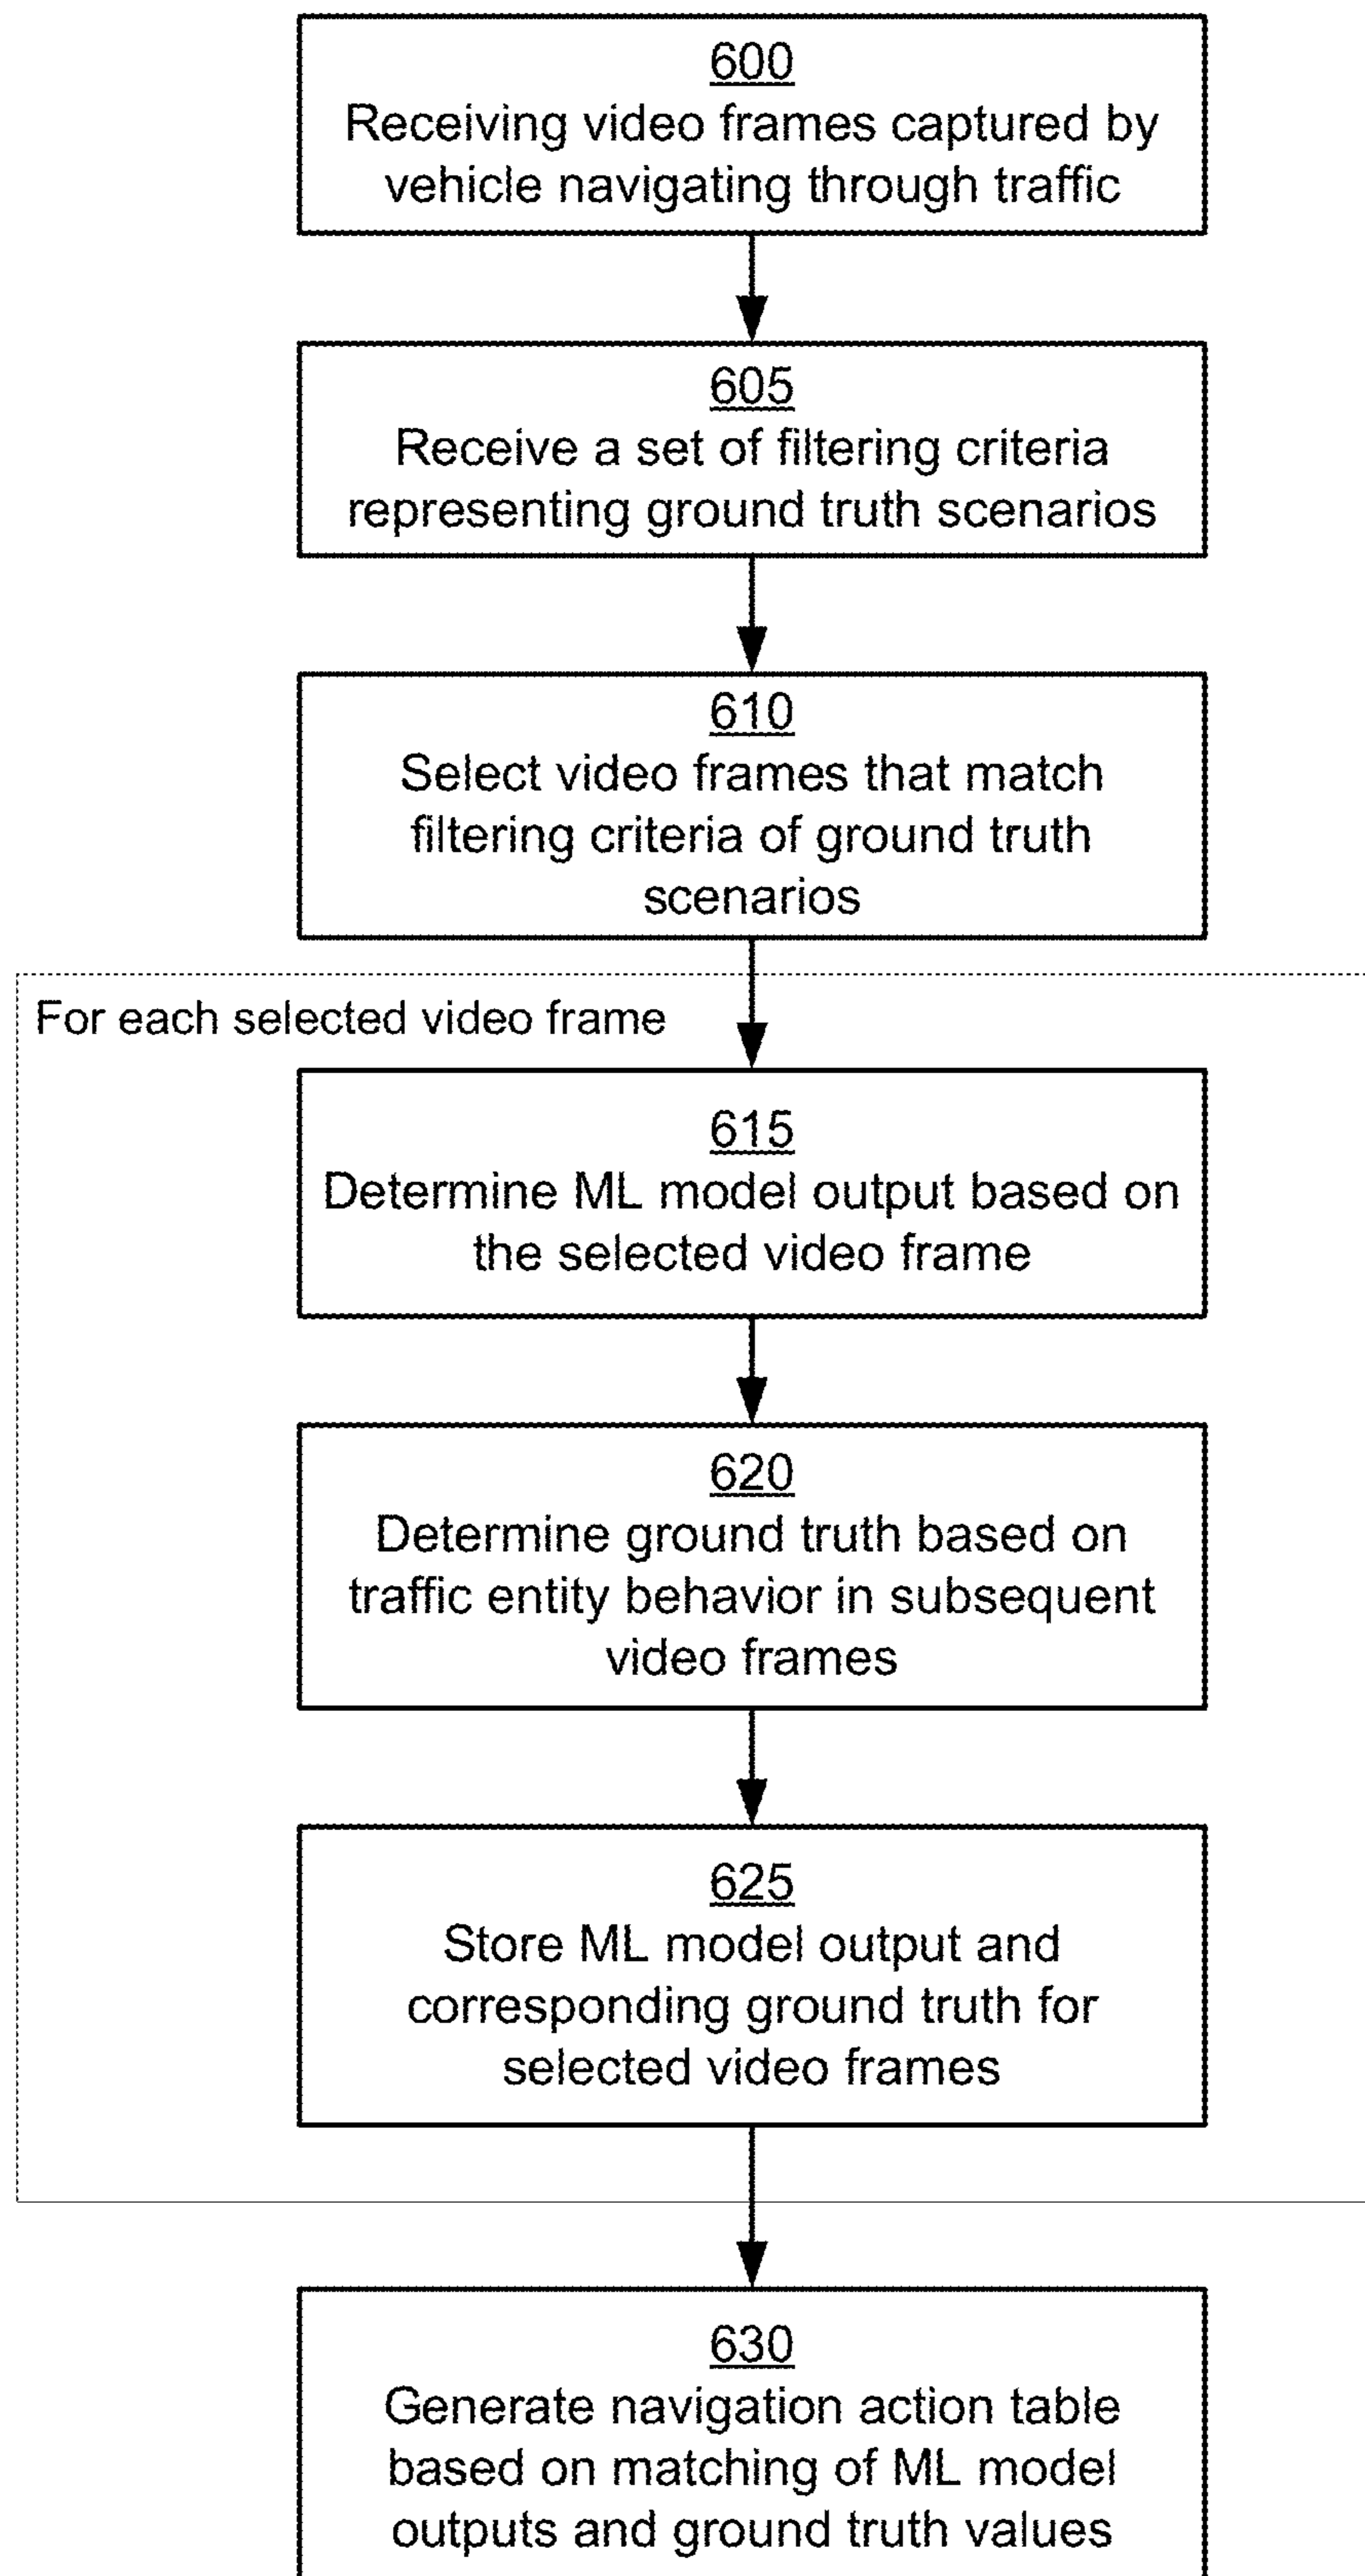 600
Receiving video frames captured by
vehicle navigating through traffic
605
Receive a set of filtering criteria
representing ground truth scenarios
610
Select video frames that match
filtering criteria of ground truth
scenarios
For each selected video frame
615
Determine ML model output based on
the selected video frame
620
Determine ground truth based on
traffic entity behavior in subsequent
video frames
625
Store ML model output and
corresponding ground truth for
selected video frames
630
Generate navigation action table
based on matching of ML model
outputs and ground truth values